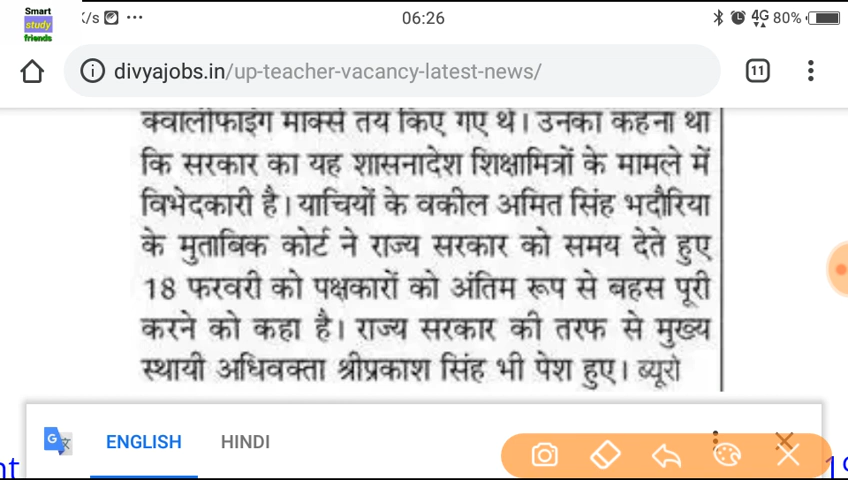 Smart
study
friends
K/s
06:26
4G 80%
divyajobs.in/up-teacher-vacancy-latest-news/
11
क्वालीफाइंग मार्क्स तय किए गए थे। उनका कहना था
कि सरकार का यह शासनादेश शिक्षामित्रों के मामले में
विभेदकारी है। याचियों के वकील अमित सिंह भदौरिया
के मुताबिक कोर्ट ने राज्य सरकार को समय देते हुए
18 फरवरी को पक्षकारों को अंतिम रूप से बहस पूरी
करने को कहा है। राज्य सरकार की तरफ से मुख्य
स्थायी अधिवक्ता श्रीप्रकाश सिंह भी पेश हुए। ब्यूरो
ENGLISH HINDI